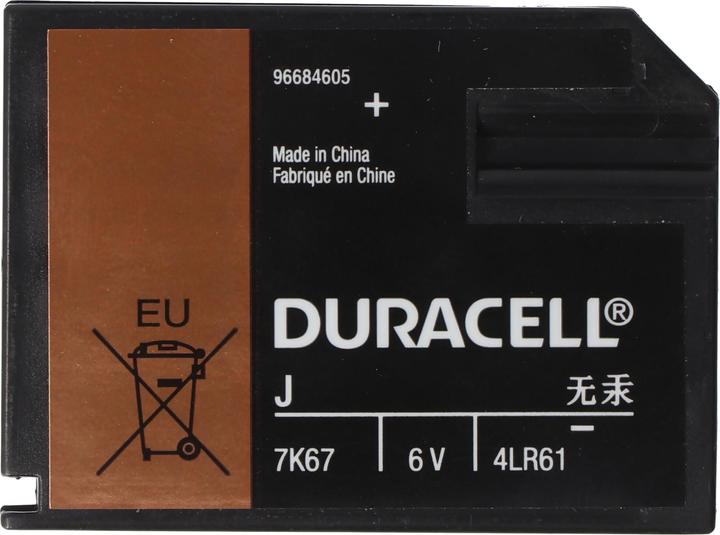 96684605
+
Made in China
Fabriqué en Chine
EU
DURACELL®
J 无汞
−
7K67 6 V 4LR61